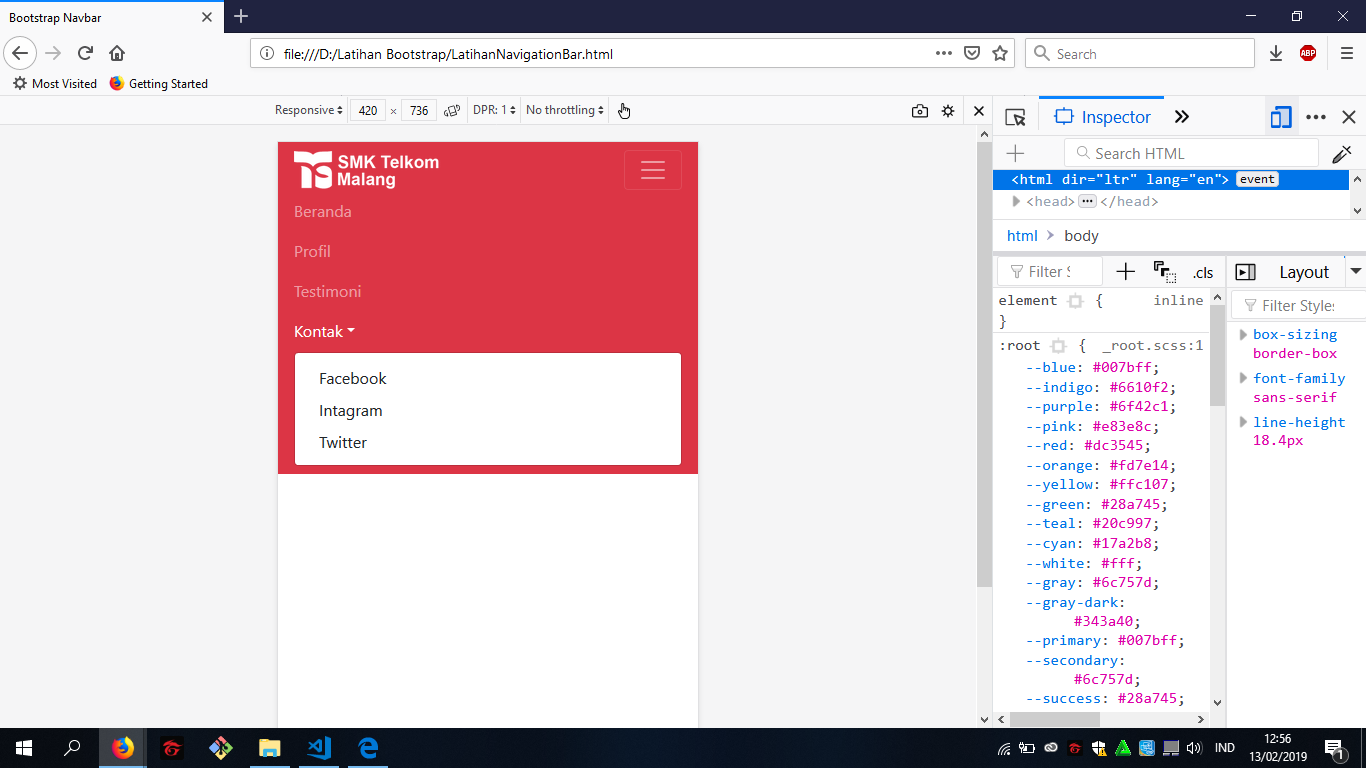 Bootstrap Navbar
file:///D:/Latihan Bootstrap/LatihanNavigationBar.html
Search
ABP
Most Visited
Getting Started
Responsive
420 × 736
DPR: 1
No throttling
Inspector
Search HTML
<html dir="ltr" lang="en"> event
<head> ••• </head>
html > body
Filter S
.cls
Layout
Filter Styles
SMK Telkom
Malang
Beranda
Profil
Testimoni
Kontak
Facebook
Intagram
Twitter
element { inline
}
:root { _root.scss:1
--blue: #007bff;
--indigo: #6610f2;
--purple: #6f42c1;
--pink: #e83e8c;
--red: #dc3545;
--orange: #fd7e14;
--yellow: #ffc107;
--green: #28a745;
--teal: #20c997;
--cyan: #17a2b8;
--white: #fff;
--gray: #6c757d;
--gray-dark:
#343a40;
--primary: #007bff;
--secondary:
#6c757d;
--success: #28a745;
box-sizing
border-box
font-family
sans-serif
line-height
18.4px
IND
12:56
13/02/2019
1